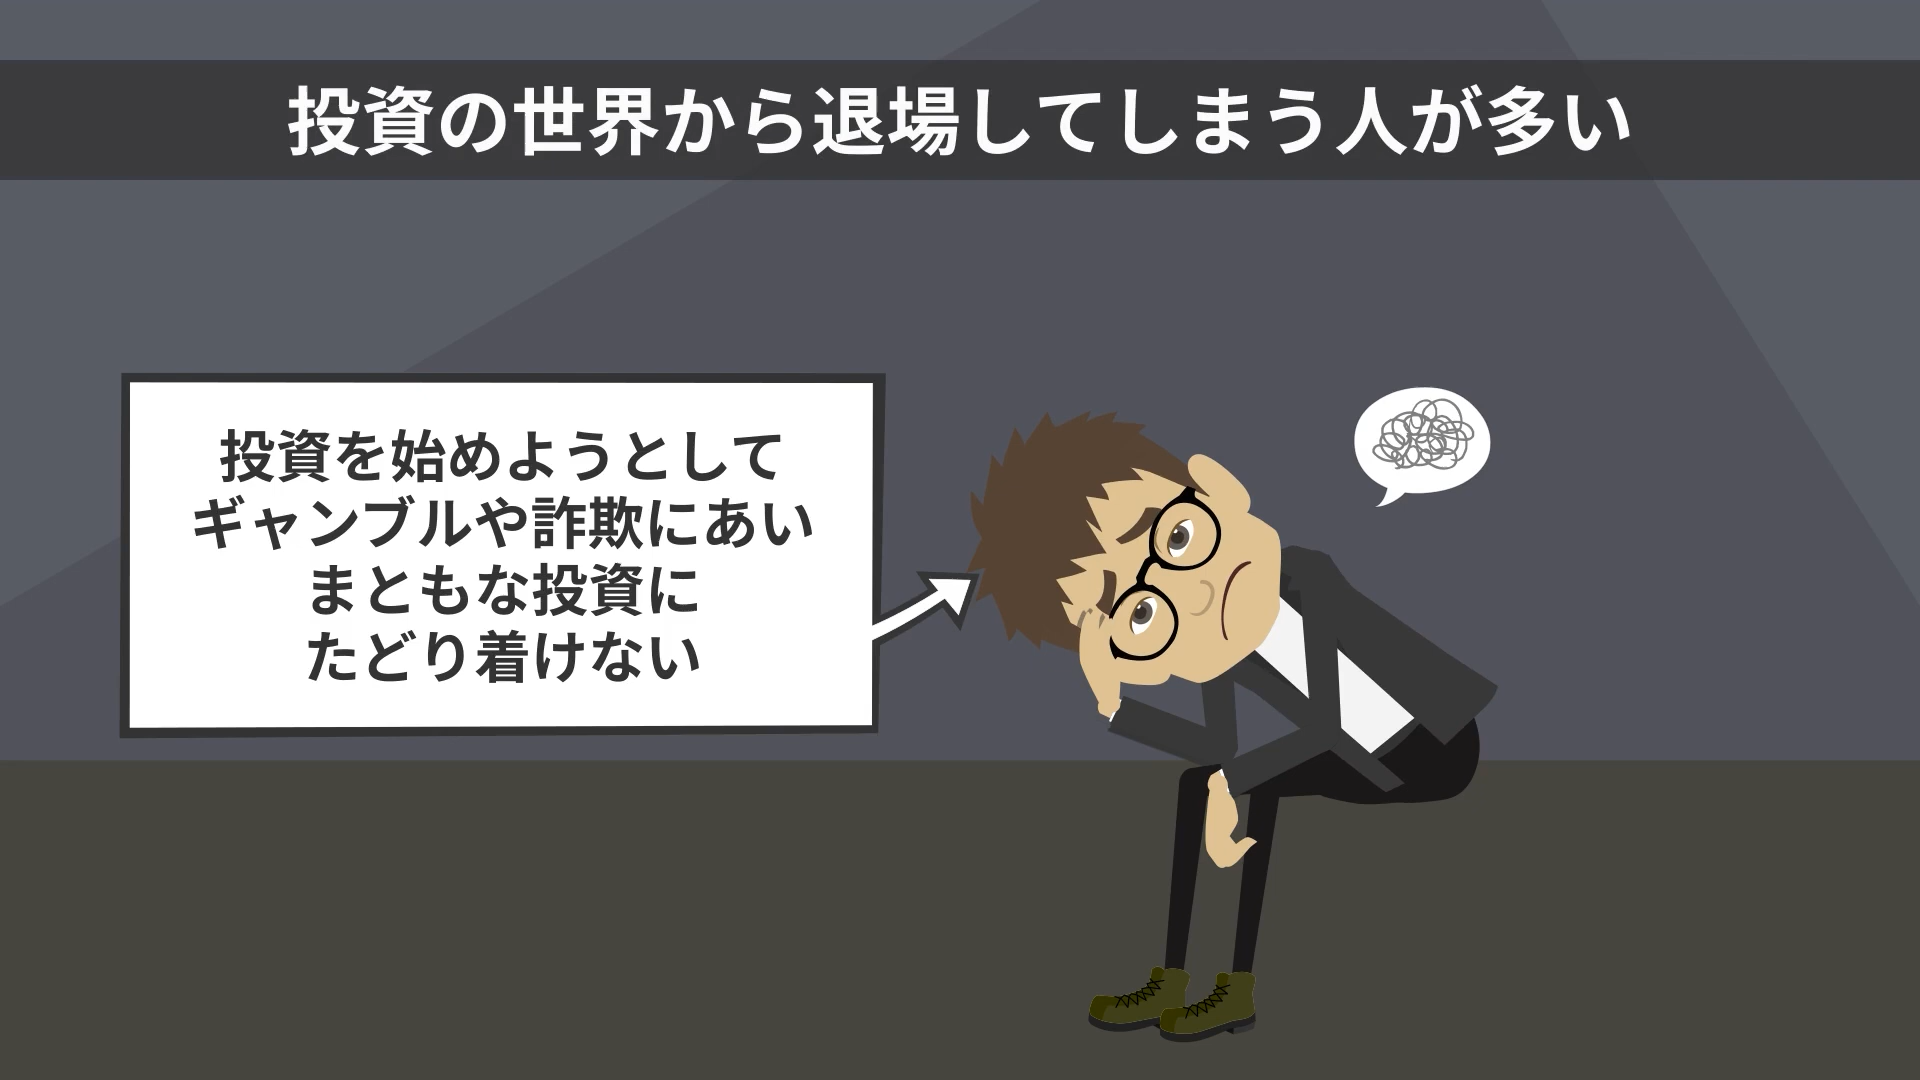 投資の世界から退場してしまう人が多い
投資を始めようとして
ギャンブルや詐欺にあい
まともな投資に
たどり着けない